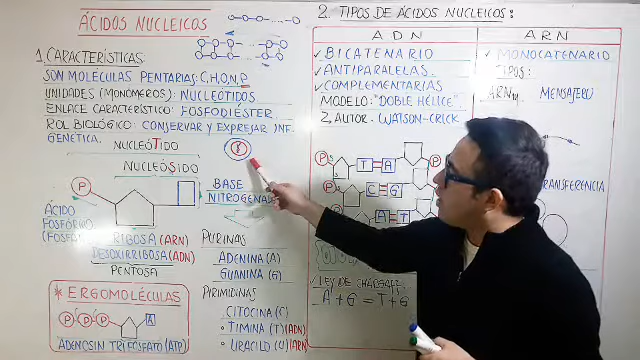 ÁCIDOS NUCLEICOS
1. CARACTERÍSTICAS:
SON MOLÉCULAS PENTARIAS: C,H,O,N,P
UNIDADES (MONÓMEROS): NUCLEÓTIDOS
ENLACE CARACTERÍSTICO: FOSFODIÉSTER
ROL BIOLÓGICO: CONSERVAR Y EXPRESAR INF.
GENÉTICA.
NUCLEÓTIDO
NUCLEÓSIDO
P
BASE
NITROGENADA
ÁCIDO
FOSFÓRICO
RIBOSA (ARN)
DESOXIRRIBOSA (ADN)
PENTOSA
PURINAS
ADENINA (A)
GUANINA (G)
PIRIMIDINAS
CITOCINA (C)
TIMINA (T) (ADN)
URACILO (U) (ARN)
* ERGOMOLÉCULAS
P P P A
ADENOSIN TRIFOSFATO (ATP)
2. TIPOS DE ÁCIDOS NUCLEICOS:
ADN
✓ BICATENARIO
✓ ANTIPARALELAS
✓ COMPLEMENTARIAS
MODELO: "DOBLE HÉLICE"
AUTOR: WATSON-CRICK
P T A P
P C G
P A T
✓ LEY DE CHARGAFF:
A + G = T + C
ARN
✓ MONOCATENARIO
TIPOS:
ARNm MENSAJERO
TRANSFERENCIA